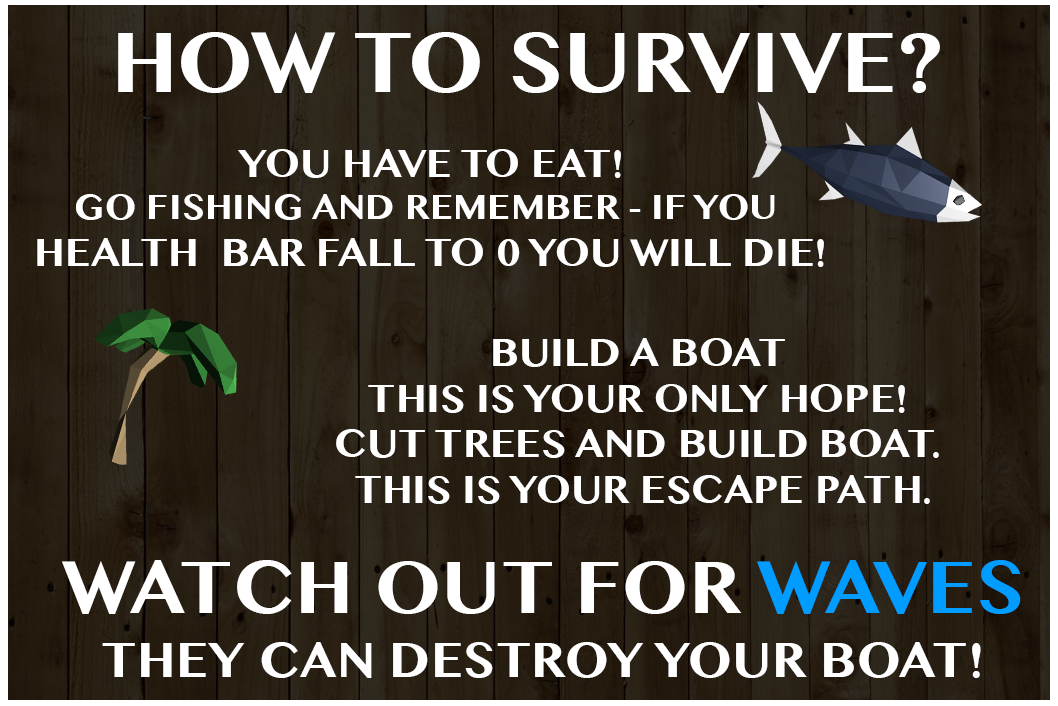 HOW TO SURVIVE?
YOU HAVE TO EAT!
GO FISHING AND REMEMBER - IF YOU
HEALTH BAR FALL TO 0 YOU WILL DIE!
BUILD A BOAT
THIS IS YOUR ONLY HOPE!
CUT TREES AND BUILD BOAT.
THIS IS YOUR ESCAPE PATH.
WATCH OUT FOR WAVES
THEY CAN DESTROY YOUR BOAT!